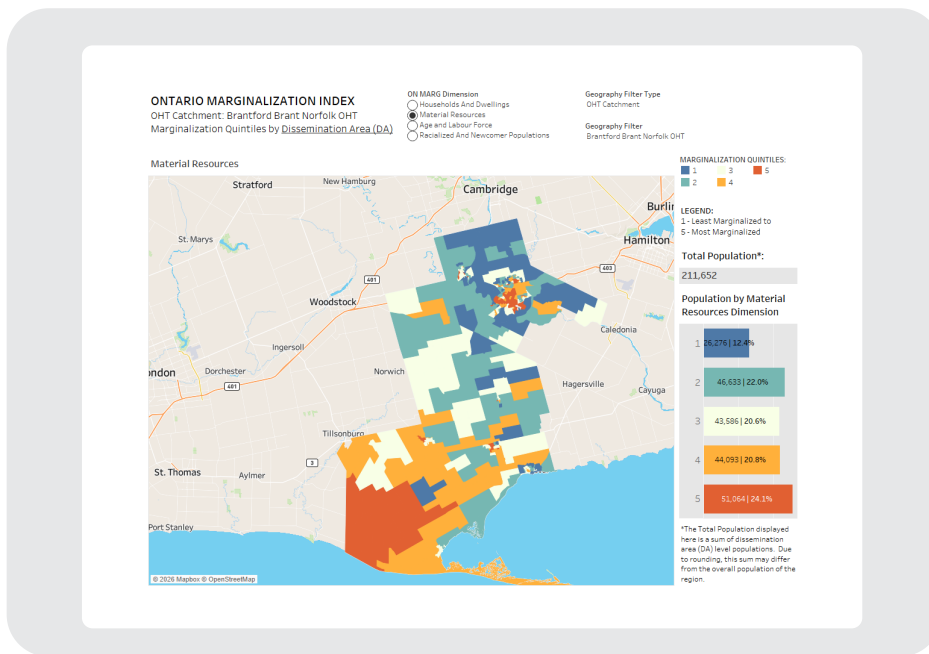 ONTARIO MARGINALIZATION INDEX
OHT Catchment: Brantford Brant Norfolk OHT
Marginalization Quintiles by Dissemination Area (DA)
ON MARG Dimension
Households And Dwellings
Material Resources
Age and Labour Force
Racialized And Newcomer Populations
Geography Filter Type
OHT Catchment
Geography Filter
Brantford Brant Norfolk OHT
Material Resources
Stratford
New Hamburg
Cambridge
Burlin
St. Marys
Hamilton
403
401
Woodstock
Caledonia
Ingersoll
ondon
Dorchester
Norwich
401
Hagersville
Cayuga
Tillsonburg
3
St. Thomas
Aylmer
Port Stanley
© 2026 Mapbox © OpenStreetMap
MARGINALIZATION QUINTILES:
1 3 5
2 4
LEGEND:
1 - Least Marginalized to
5 - Most Marginalized
Total Population*:
211,652
Population by Material
Resources Dimension
1 26,276 | 12.4%
2 46,633 | 22.0%
3 43,586 | 20.6%
4 44,093 | 20.8%
5 51,064 | 24.1%
*The Total Population displayed
here is a sum of dissemination
area (DA) level populations. Due
to rounding, this sum may differ
from the overall population of the
region.